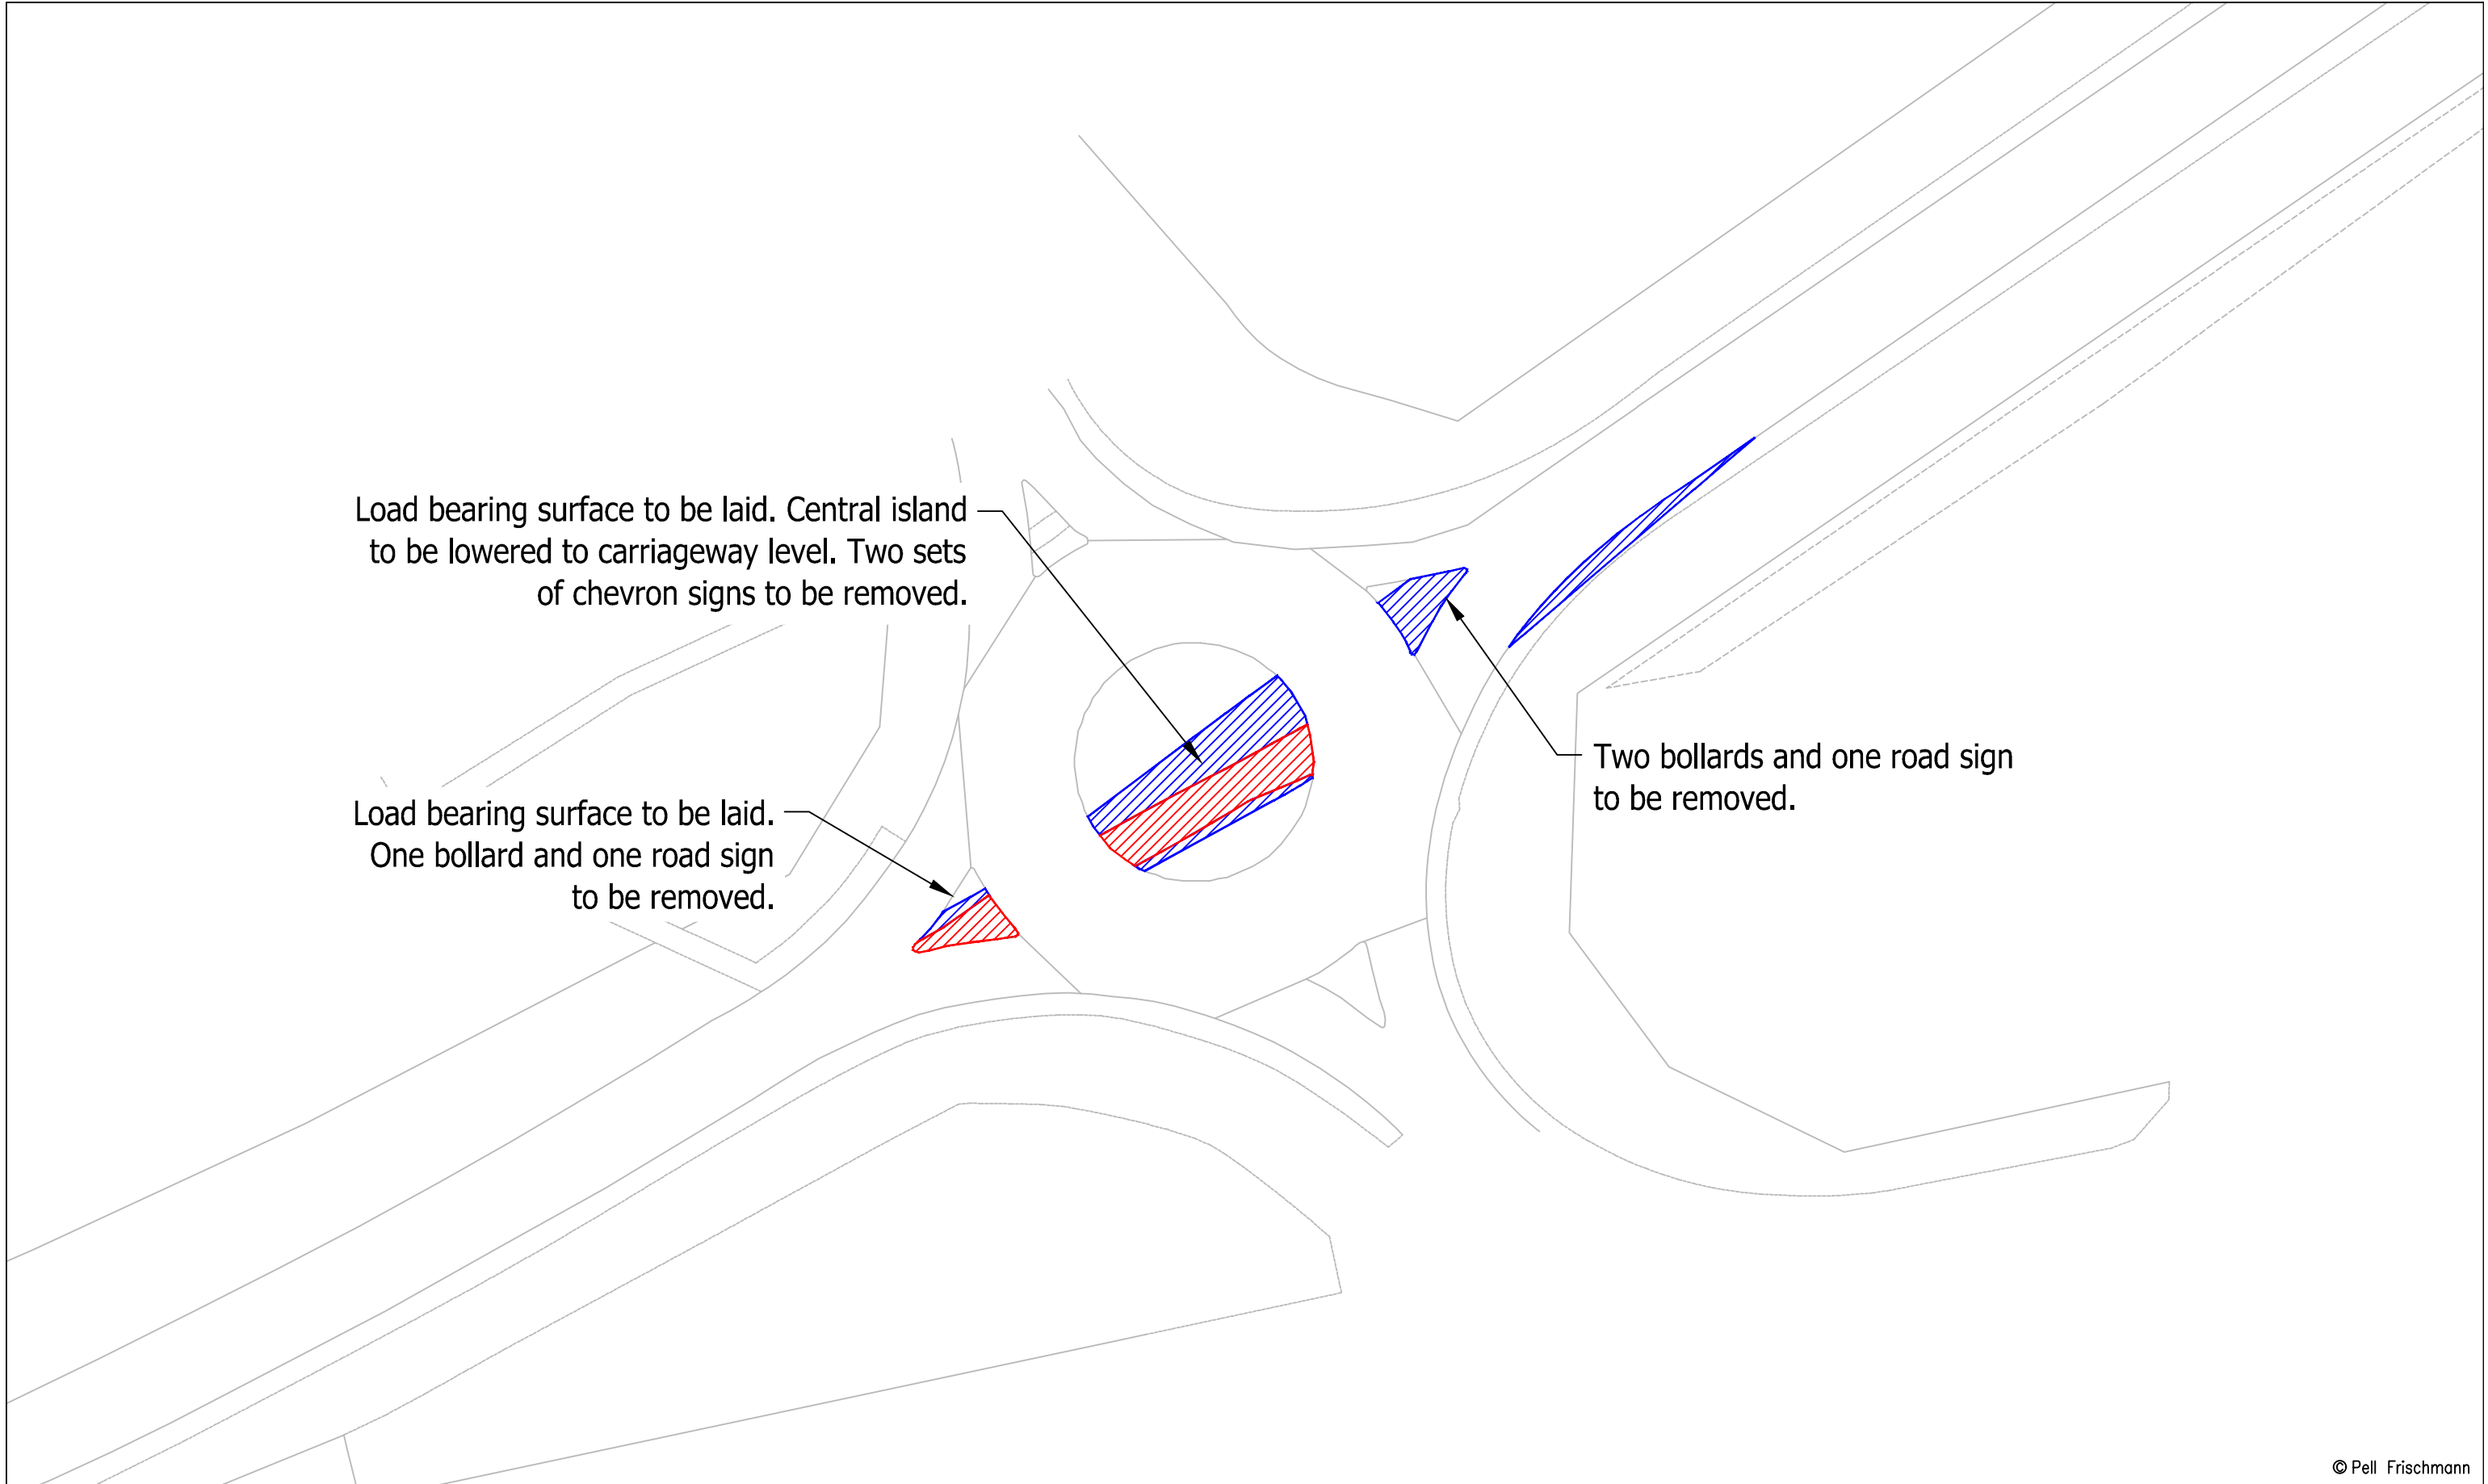 Load bearing surface to be laid. Central island
to be lowered to carriageway level. Two sets
of chevron signs to be removed.
Two bollards and one road sign
to be removed.
Load bearing surface to be laid.
One bollard and one road sign
to be removed.
© Pell Frischmann